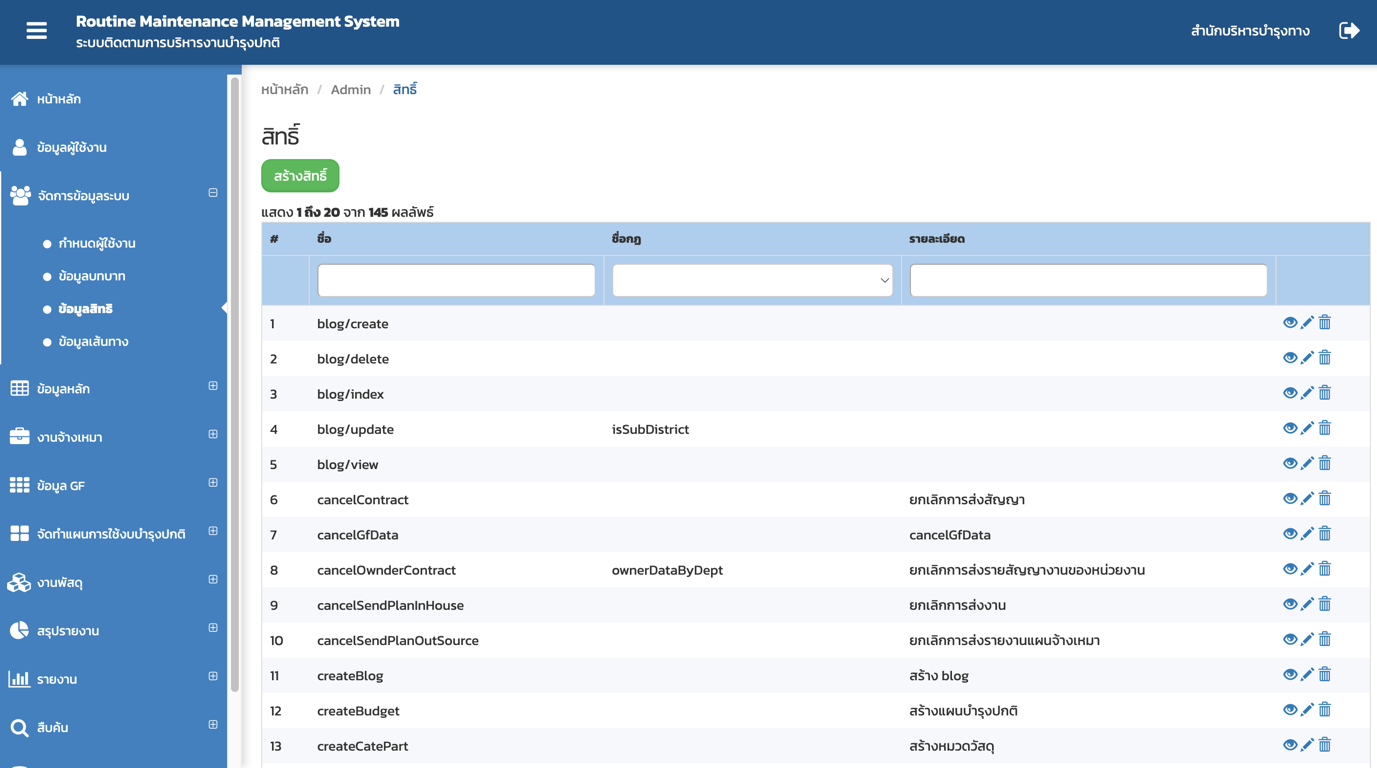 Routine Maintenance Management System
ระบบติดตามการบริหารงานบำรุงปกติ
สำนักบริหารบำรุงทาง
หน้าหลัก
ข้อมูลผู้ใช้งาน
จัดการข้อมูลระบบ
กำหนดผู้ใช้งาน
ข้อมูลบทบาท
ข้อมูลสิทธิ
ข้อมูลเส้นทาง
ข้อมูลหลัก
งานจ้างเหมา
ข้อมูล GF
จัดทำแผนการใช้งบบำรุงปกติ
งานพัสดุ
สรุปรายงาน
รายงาน
สืบค้น
หน้าหลัก / Admin / สิทธิ์
สิทธิ์
สร้างสิทธิ์
แสดง 1 ถึง 20 จาก 145 ผลลัพธ์
# ชื่อ ชื่อกฎ รายละเอียด
1 blog/create
2 blog/delete
3 blog/index
4 blog/update isSubDistrict
5 blog/view
6 cancelContract ยกเลิกการส่งสัญญา
7 cancelGfData cancelGfData
8 cancelOwnderContract ownerDataByDept ยกเลิกการส่งรายสัญญางานของหน่วยงาน
9 cancelSendPlanInHouse ยกเลิกการส่งงาน
10 cancelSendPlanOutSource ยกเลิกการส่งรายงานแผนจ้างเหมา
11 createBlog สร้าง blog
12 createBudget สร้างแผนบำรุงปกติ
13 createCatePart สร้างหมวดวัสดุ